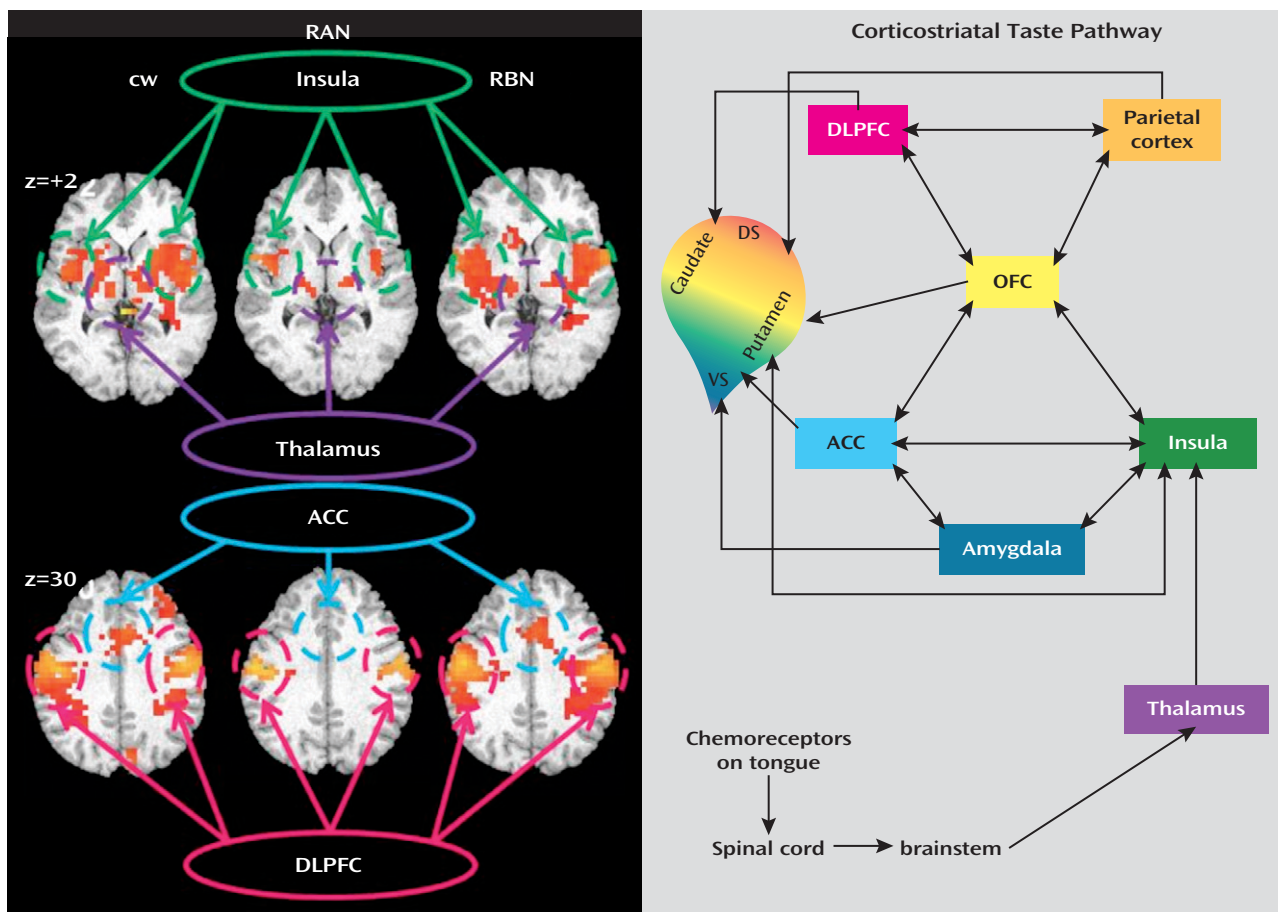 RAN
cw
Insula
RBN
z=+2
Thalamus
ACC
z=30
DLPFC
Corticostriatal Taste Pathway
DLPFC
Parietal
cortex
Caudate
DS
Putamen
VS
OFC
ACC
Insula
Amygdala
Thalamus
Chemoreceptors
on tongue
Spinal cord
brainstem